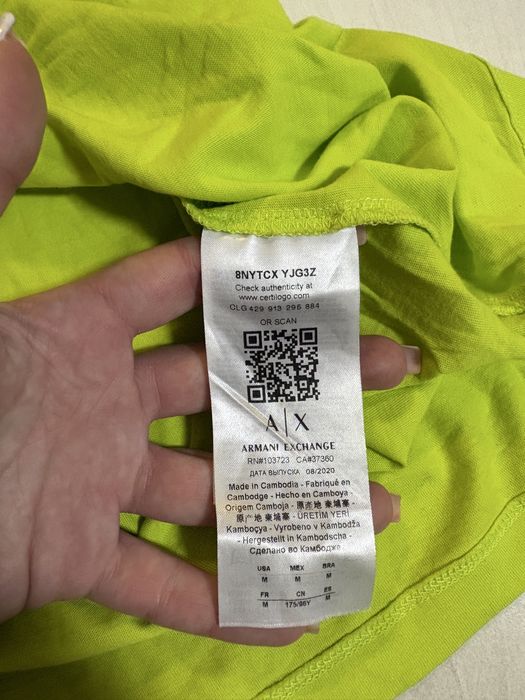 8NYTCX YJG3Z
Check authenticity at
www.certilogo.com
CLG 429 913 295 884
OR SCAN
A|X
ARMANI EXCHANGE
RN#103723 CA#37360
ДАТА ВЫПУСКА 08/2020
Made in Cambodia - Fabriqué en
Cambodge - Hecho en Camboya -
Origem Camboja - 原産地 柬埔寨 -
原产地 柬埔寨 - ÜRETİM YERİ
Kamboçya - Vyrobeno v Kambodža
- Hergestellt in Kambodscha -
Сделано во Камбодже
USA MEX BRA
M M M
FR CN ES
M 175/96Y M